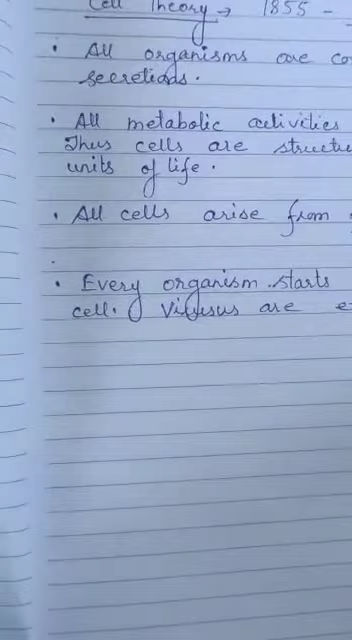 Cell Theory → 1855 -
• All organisms are co
secretions.
• All metabolic activities
Thus cells are structu
units of life.
• All cells arise from
• Every organism starts
cell. Viruses are e